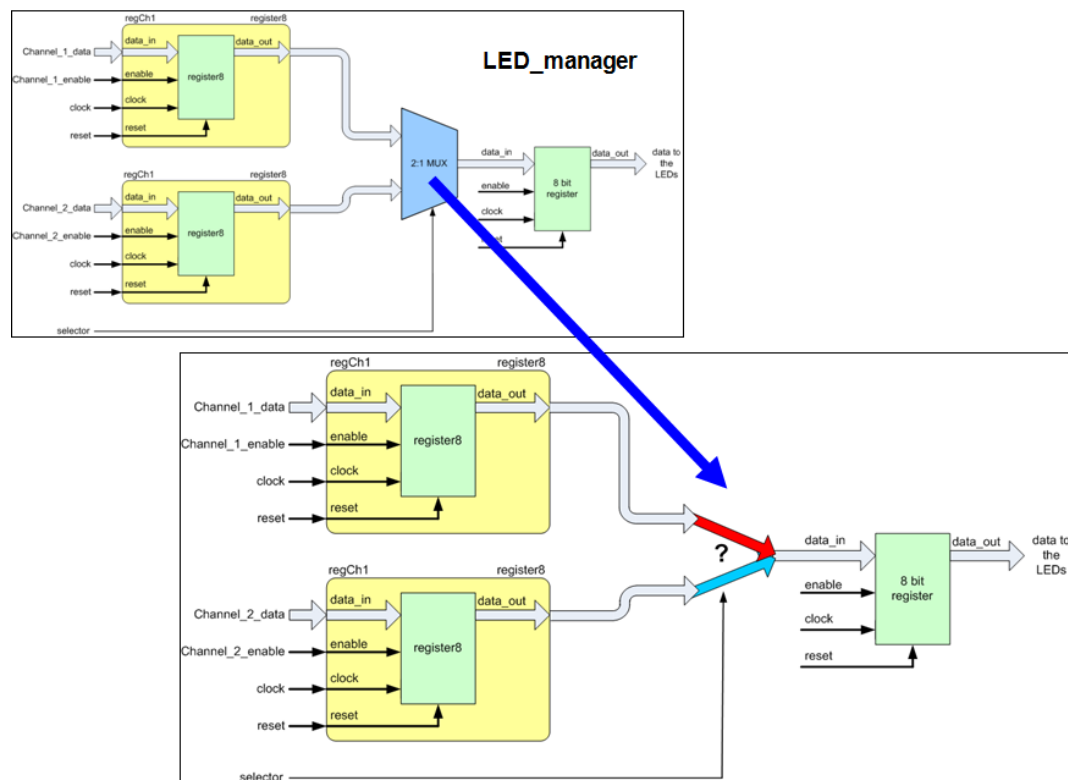 regCh1
register8
Channel_1_data
data_in
data_out
Channel_1_enable
enable
register8
clock
clock
reset
reset
LED_manager
regCh1
register8
Channel_2_data
data_in
data_out
Channel_2_enable
enable
register8
clock
clock
reset
reset
selector
2:1 MUX
data_in
data_out
data to
the
LEDs
enable
8 bit
register
clock
regCh1
register8
Channel_1_data
data_in
data_out
Channel_1_enable
enable
register8
clock
clock
reset
reset
?
regCh1
register8
Channel_2_data
data_in
data_out
Channel_2_enable
enable
register8
clock
clock
reset
reset
selector
data_in
data_out
data to
the
LEDs
enable
8 bit
register
clock
reset